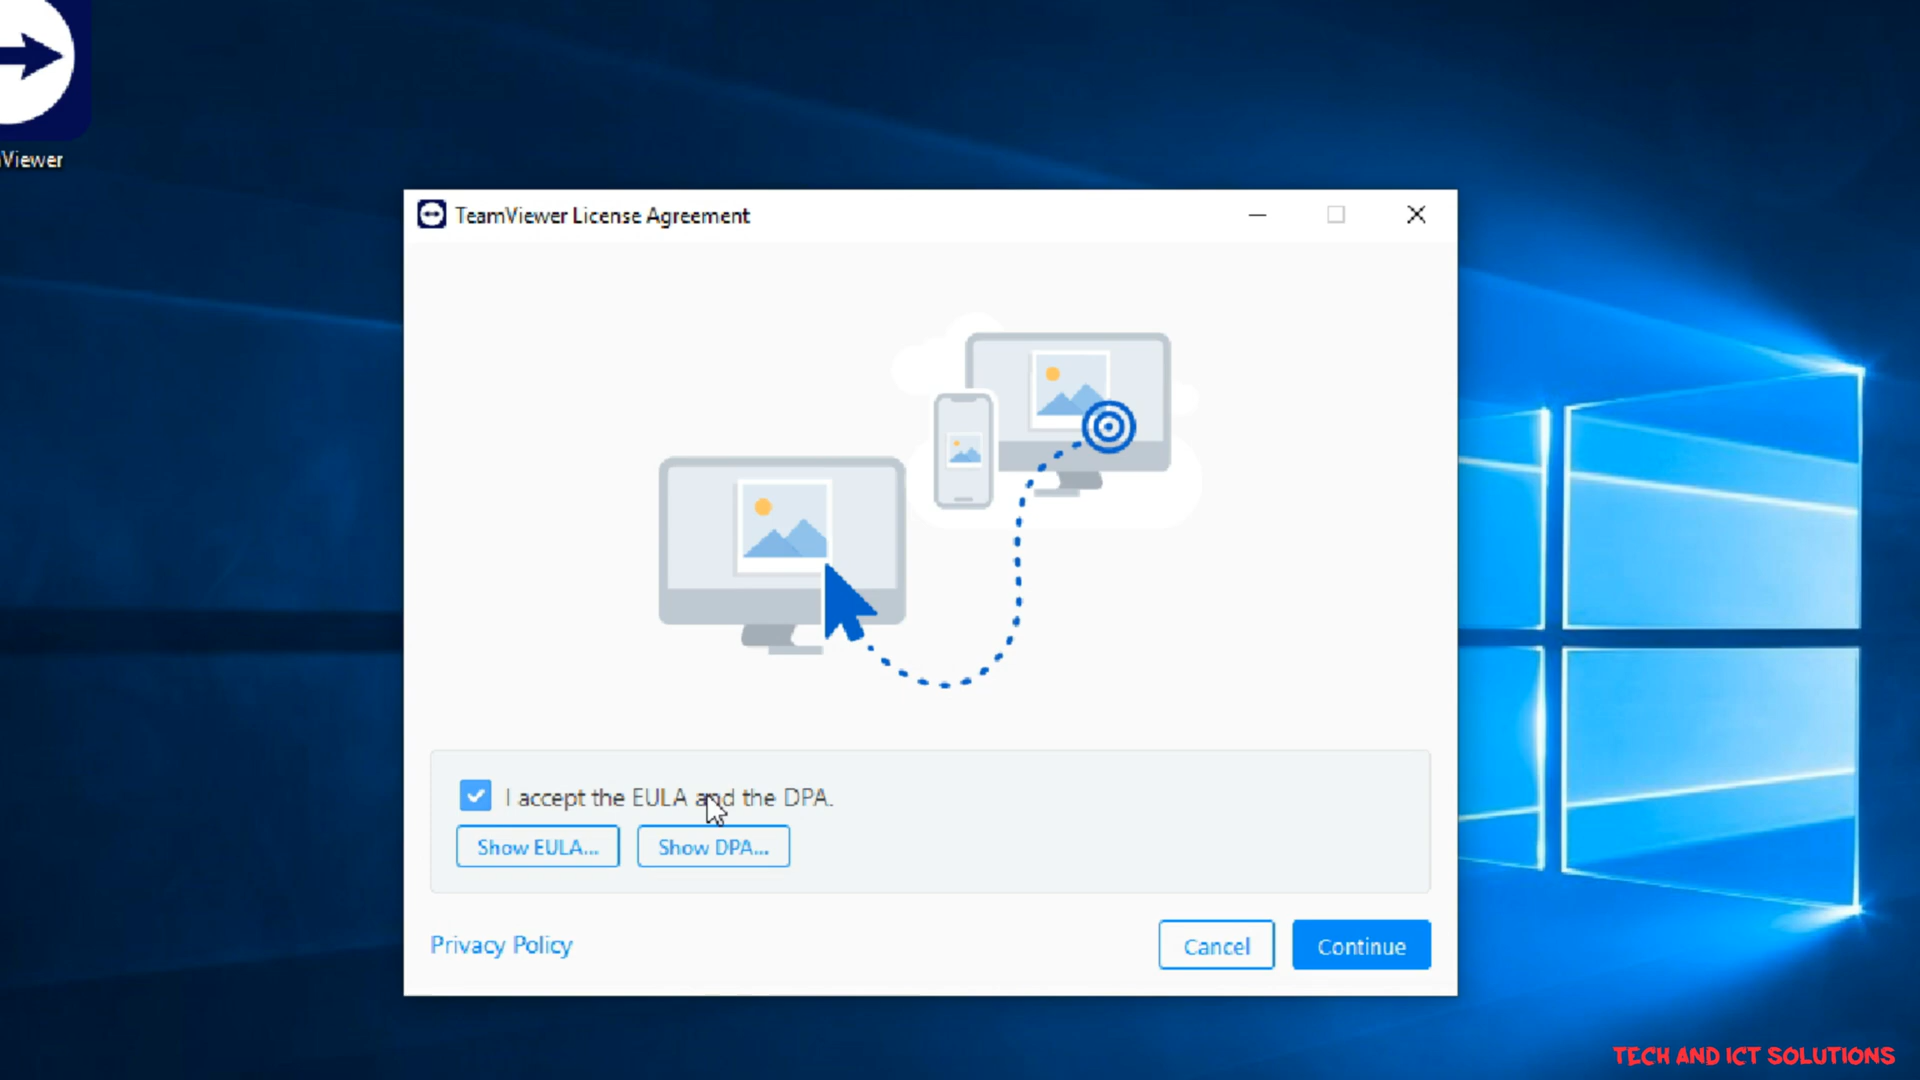 Viewer
TeamViewer License Agreement
I accept the EULA and the DPA.
Show EULA...
Show DPA...
Privacy Policy
Cancel
Continue
TECH AND ICT SOLUTIONS